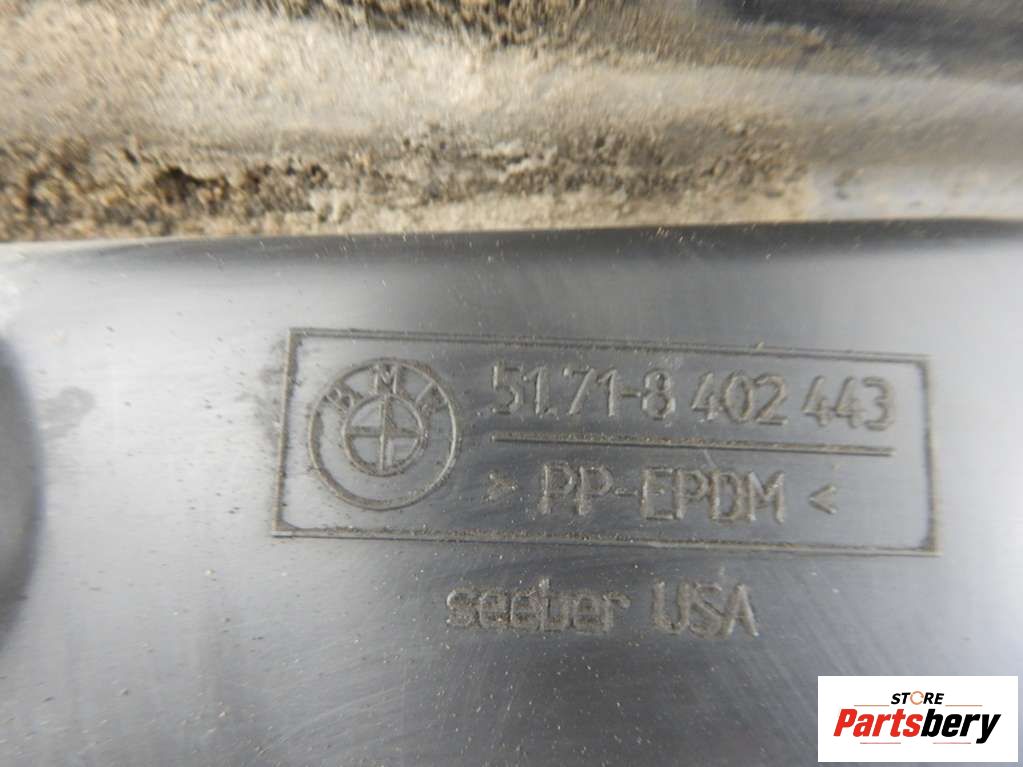 BMW
51.71-8 402 443
> PP-EPDM <
seeber USA
STORE
Partsbery